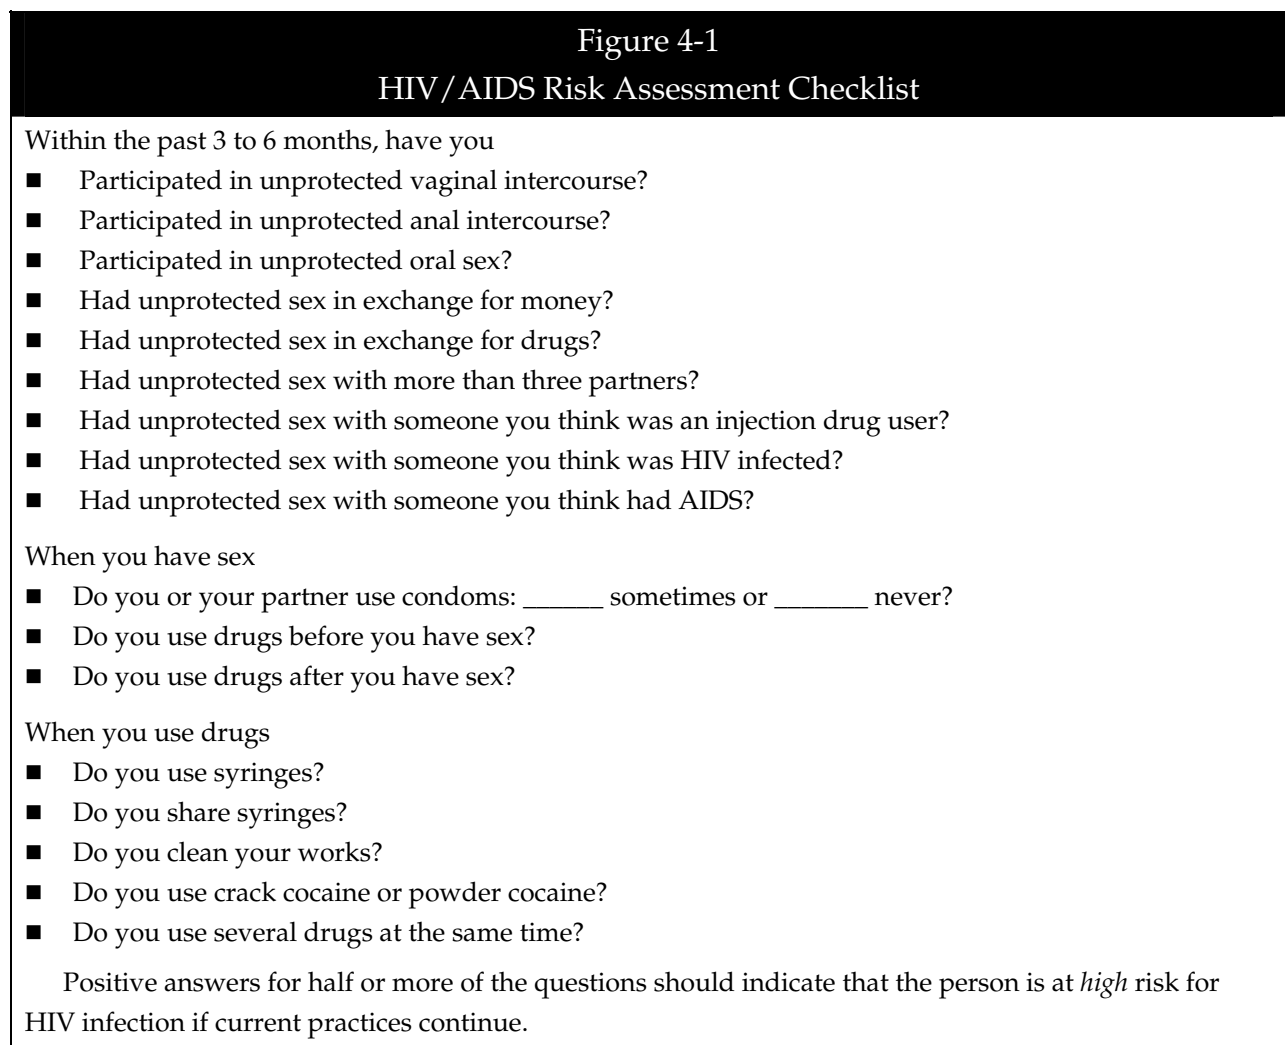 Figure 4-1
HIV/AIDS Risk Assessment Checklist
Within the past 3 to 6 months, have you
■ Participated in unprotected vaginal intercourse?
■ Participated in unprotected anal intercourse?
■ Participated in unprotected oral sex?
■ Had unprotected sex in exchange for money?
■ Had unprotected sex in exchange for drugs?
■ Had unprotected sex with more than three partners?
■ Had unprotected sex with someone you think was an injection drug user?
■ Had unprotected sex with someone you think was HIV infected?
■ Had unprotected sex with someone you think had AIDS?
When you have sex
■ Do you or your partner use condoms: ______ sometimes or _______ never?
■ Do you use drugs before you have sex?
■ Do you use drugs after you have sex?
When you use drugs
■ Do you use syringes?
■ Do you share syringes?
■ Do you clean your works?
■ Do you use crack cocaine or powder cocaine?
■ Do you use several drugs at the same time?
Positive answers for half or more of the questions should indicate that the person is at high risk for
HIV infection if current practices continue.